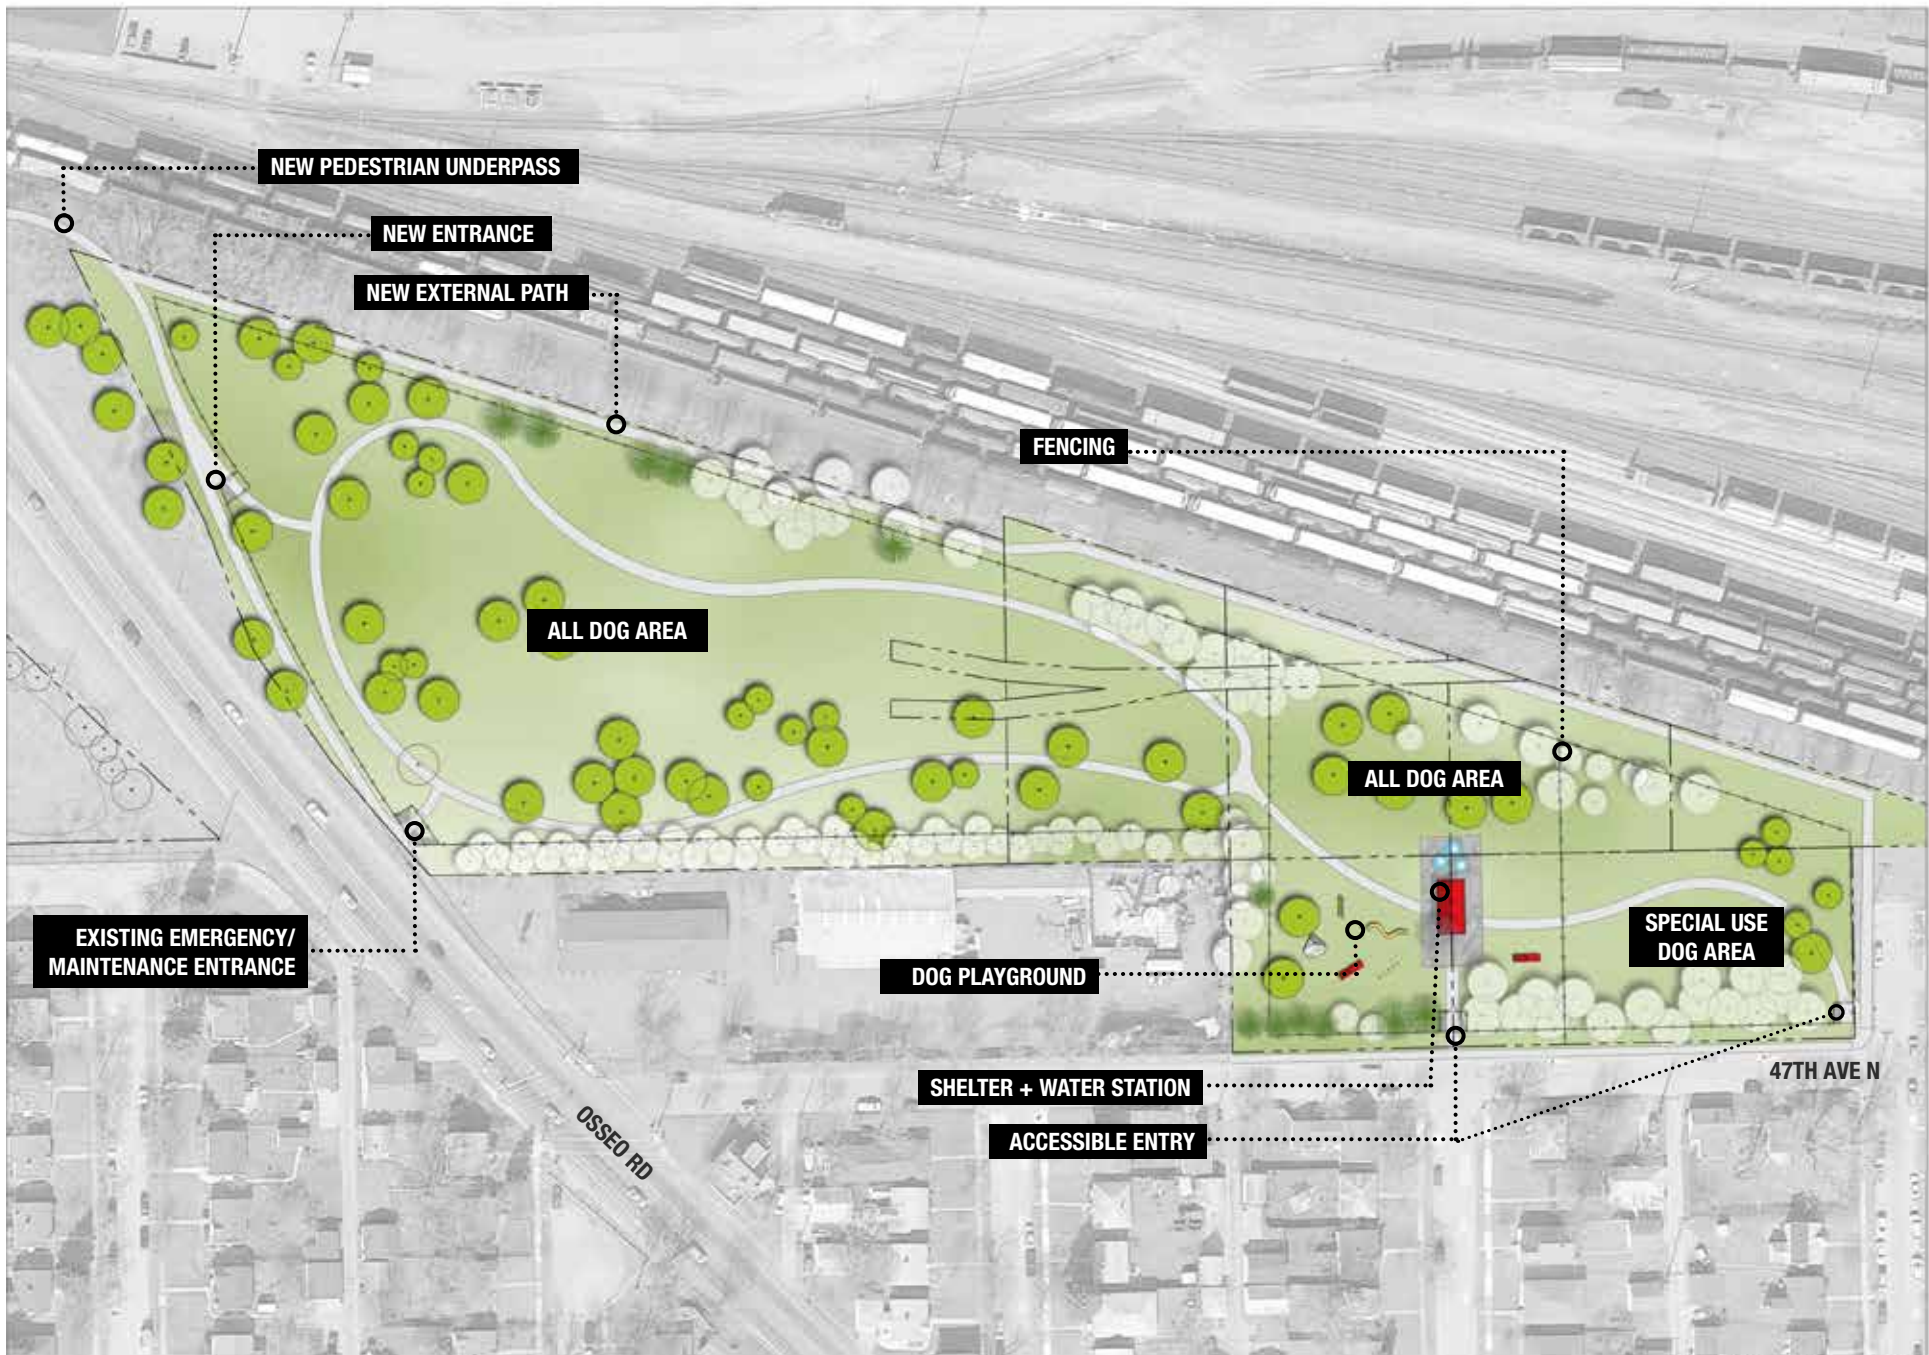 NEW PEDESTRIAN UNDERPASS
NEW ENTRANCE
NEW EXTERNAL PATH
FENCING
ALL DOG AREA
ALL DOG AREA
EXISTING EMERGENCY/
MAINTENANCE ENTRANCE
SPECIAL USE
DOG AREA
DOG PLAYGROUND
SHELTER + WATER STATION
47TH AVE N
ACCESSIBLE ENTRY
OSSEO RD